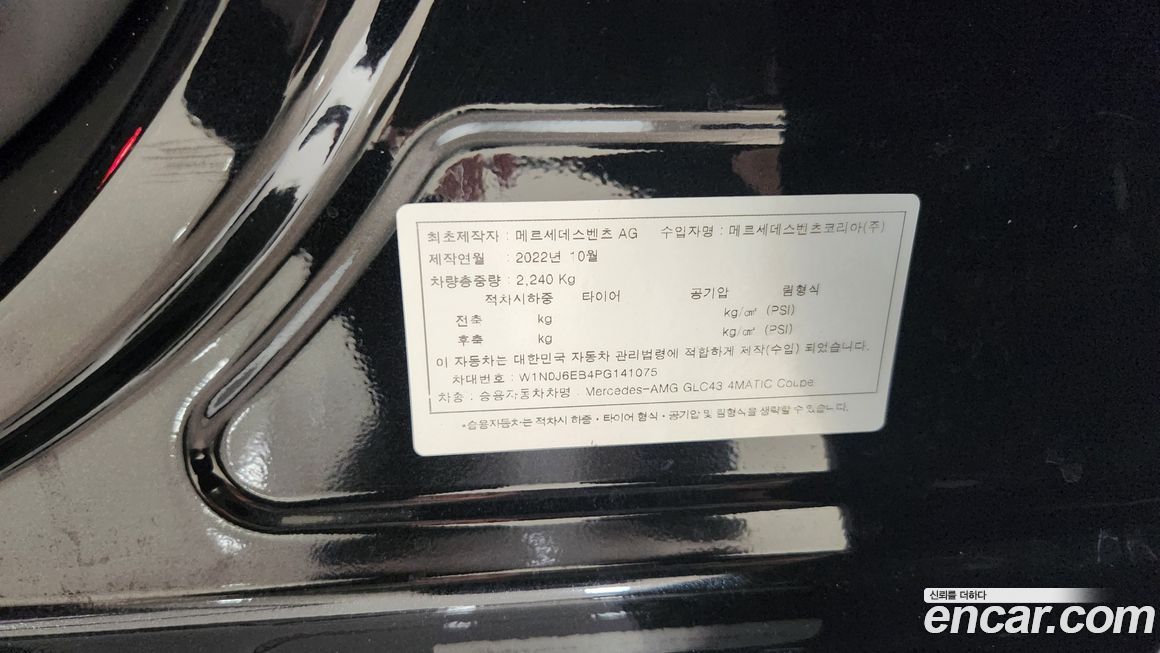 최초제작자 : 메르세데스벤츠 AG 수입자명 : 메르세데스벤츠코리아(주)
제작연월 : 2022년 10월
차량총중량 : 2,240 Kg
적차시하중 타이어 공기압 림형식
전축 kg kg/㎠ (PSI)
후축 kg kg/㎠ (PSI)
이 자동차는 대한민국 자동차 관리법령에 적합하게 제작(수입) 되었습니다.
차대번호 : W1N0J6EB4PG141075
차종 : 승용자동차차명 : Mercedes-AMG GLC43 4MATIC Coupe
*승용자동차는 적차시 하중·타이어 형식·공기압 및 림형식을 생략할 수 있습니다.
신뢰를 더하다
encar.com